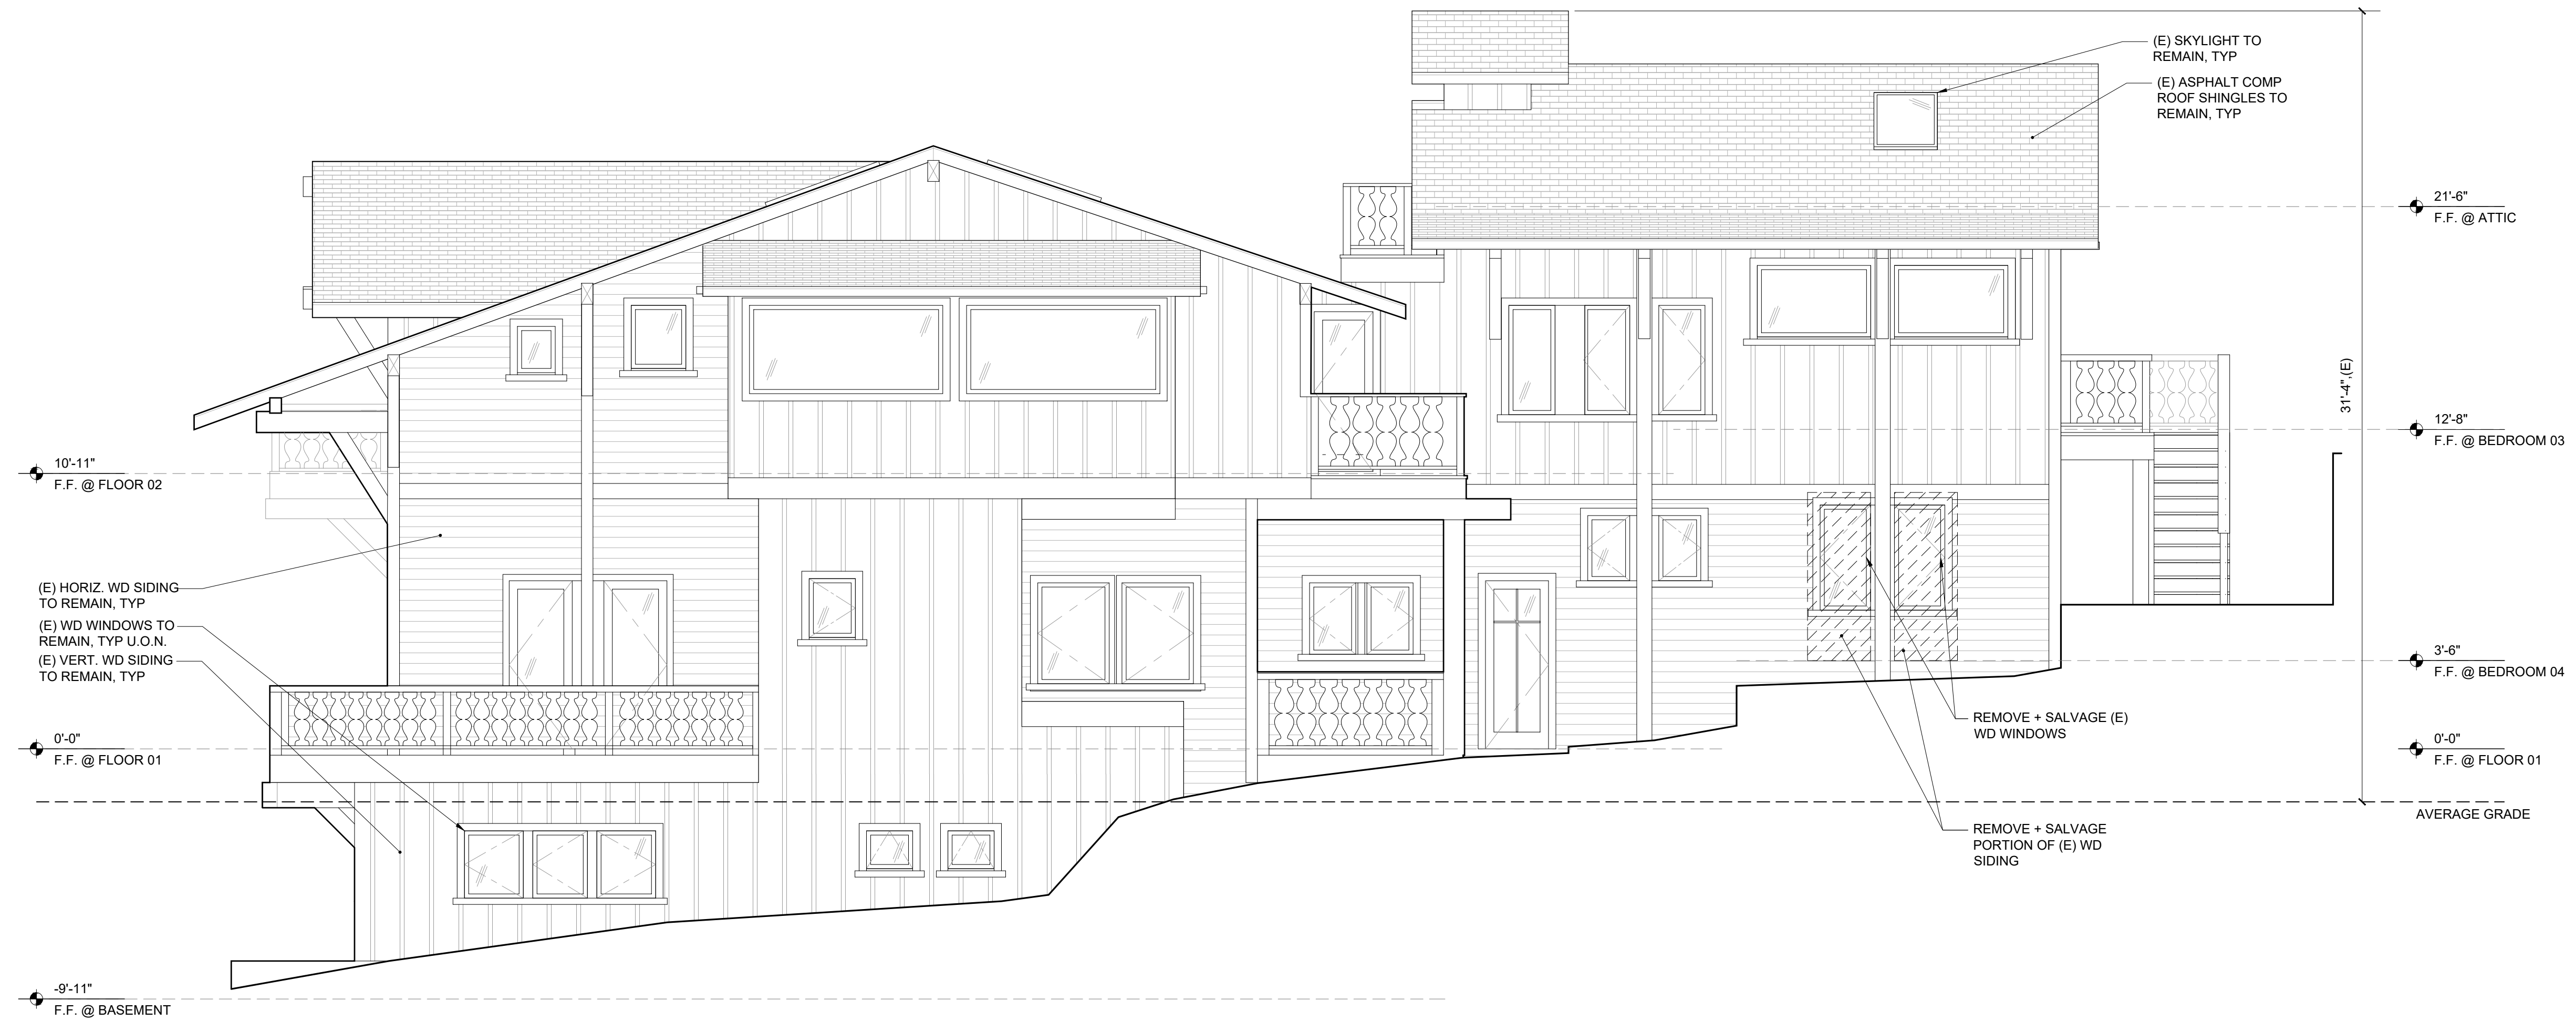 (E) SKYLIGHT TO
REMAIN, TYP
(E) ASPHALT COMP
ROOF SHINGLES TO
REMAIN, TYP
21'-6"
F.F. @ ATTIC
31'-4",(E)
12'-8"
F.F. @ BEDROOM 03
10'-11"
F.F. @ FLOOR 02
(E) HORIZ. WD SIDING
TO REMAIN, TYP
(E) WD WINDOWS TO
REMAIN, TYP U.O.N.
(E) VERT. WD SIDING
TO REMAIN, TYP
3'-6"
F.F. @ BEDROOM 04
REMOVE + SALVAGE (E)
WD WINDOWS
0'-0"
F.F. @ FLOOR 01
0'-0"
F.F. @ FLOOR 01
AVERAGE GRADE
REMOVE + SALVAGE
PORTION OF (E) WD
SIDING
-9'-11"
F.F. @ BASEMENT